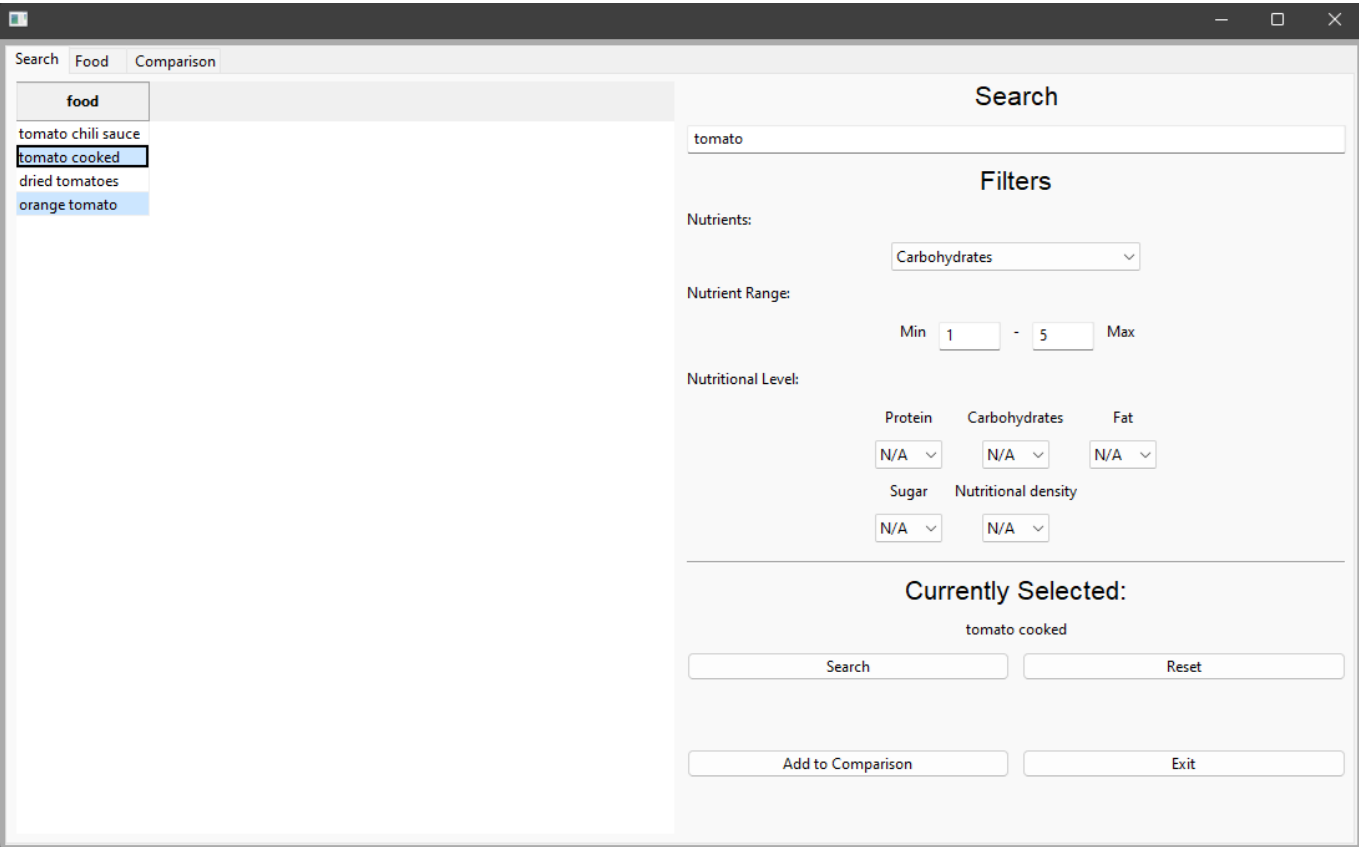 Search Food Comparison
food
tomato chili sauce
tomato cooked
dried tomatoes
orange tomato
Search
tomato
Filters
Nutrients:
Carbohydrates
Nutrient Range:
Min 1 - 5 Max
Nutritional Level:
Protein Carbohydrates Fat
N/A N/A N/A
Sugar Nutritional density
N/A N/A
Currently Selected:
tomato cooked
Search Reset
Add to Comparison Exit